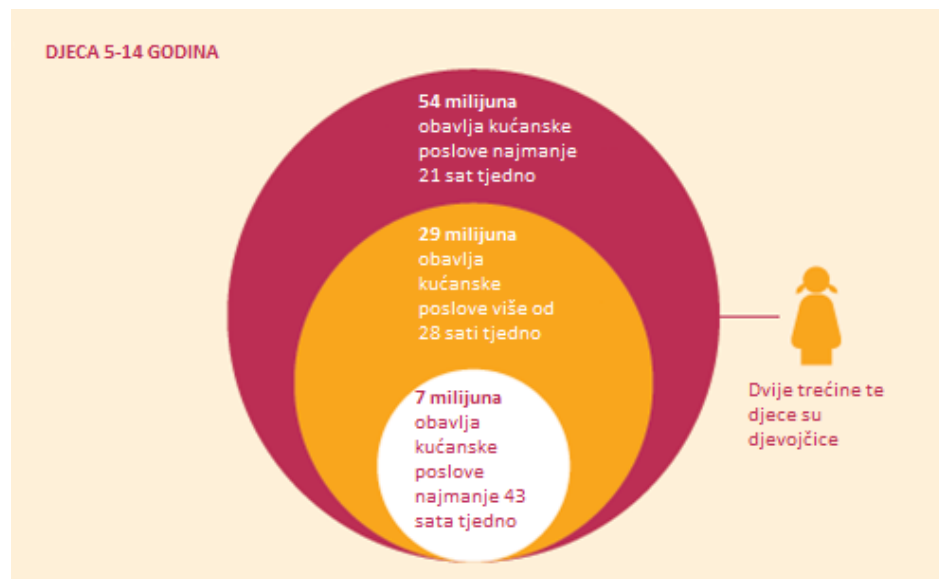 DJECA 5-14 GODINA
54 milijuna
obavlja kućanske
poslove najmanje
21 sat tjedno
29 milijuna
obavlja
kućanske
poslove više od
28 sati tjedno
7 milijuna
obavlja
kućanske
poslove
najmanje 43
sata tjedno
Dvije trećine te
djece su
djevojčice